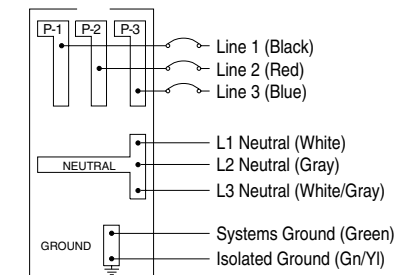 P-1 P-2 P-3
Line 1 (Black)
Line 2 (Red)
Line 3 (Blue)
L1 Neutral (White)
NEUTRAL
L2 Neutral (Gray)
L3 Neutral (White/Gray)
Systems Ground (Green)
GROUND
Isolated Ground (Gn/Yl)